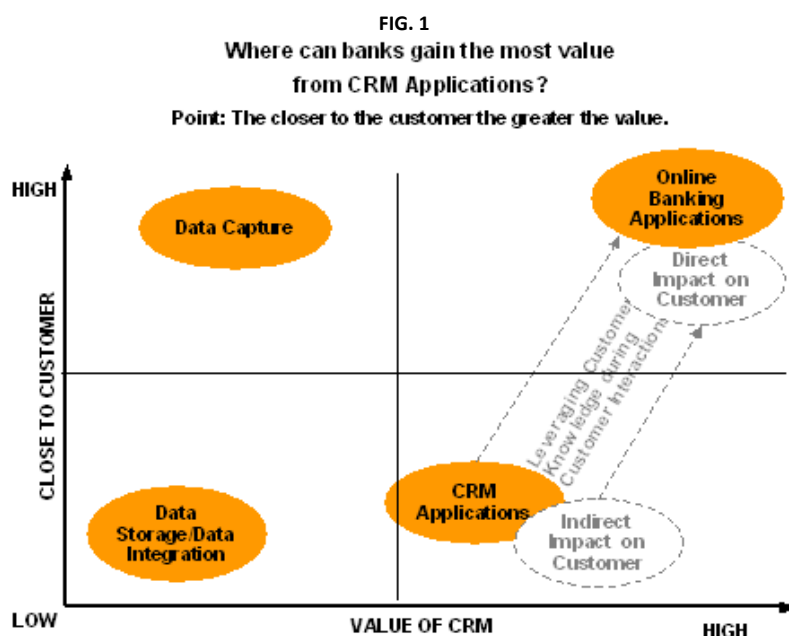 FIG. 1
Where can banks gain the most value
from CRM Applications?
Point: The closer to the customer the greater the value.
HIGH
Online
Banking
Applications
Data Capture
Direct
Impact on
Customer
CLOSE TO CUSTOMER
Leveraging Customer
Knowledge during
Customer Interactions
CRM
Applications
Data
Storage/Data
Integration
Indirect
Impact on
Customer
LOW
VALUE OF CRM
HIGH